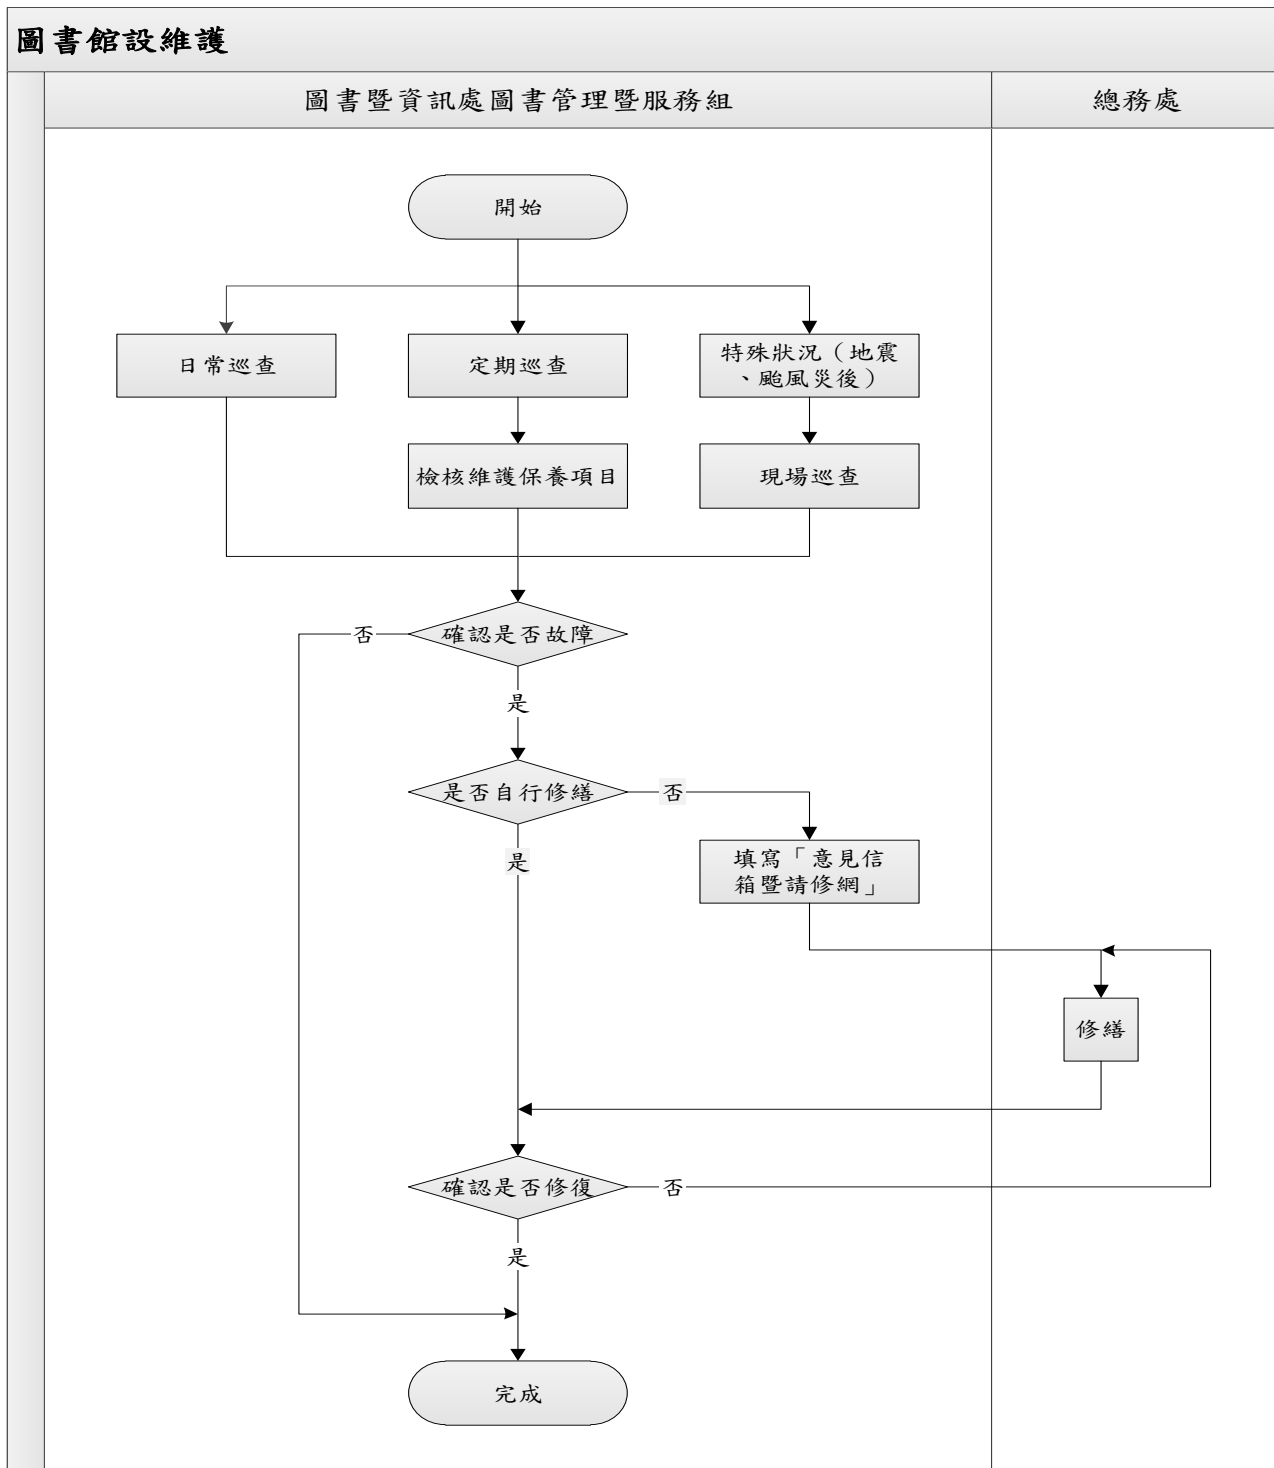 圖書館設維護
圖書暨資訊處圖書管理暨服務組
總務處
開始
日常巡查
定期巡查
特殊狀況（地震
、颱風災後）
檢核維護保養項目
現場巡查
確認是否故障
否
是
是否自行修繕
否
是
填寫「意見信
箱暨請修網」
修繕
確認是否修復
否
是
完成